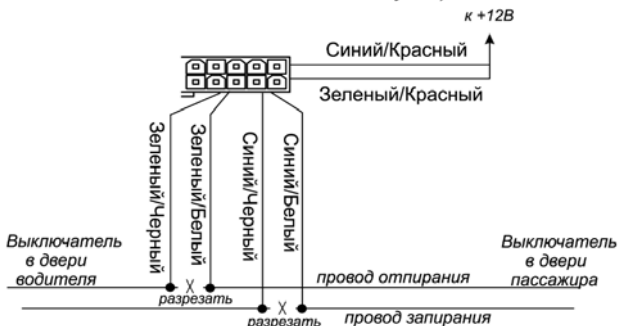 к +12В
Синий/Красный
Зеленый/Красный
Зеленый/Черный
Зеленый/Белый
Синий/Черный
Синий/Белый
Выключатель
в двери
водителя
Выключатель
в двери
пассажира
X
разрезать
провод отпирания
X
разрезать
провод запирания